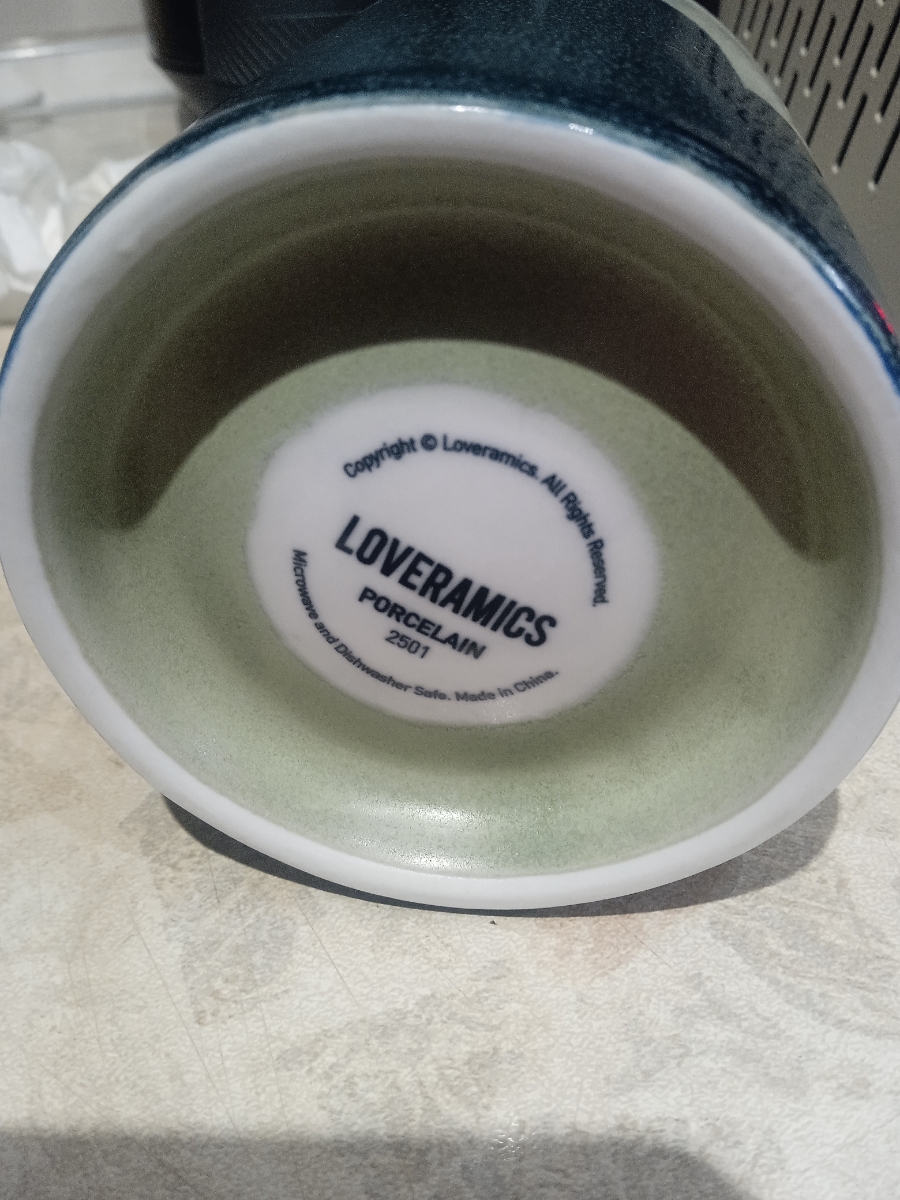 Copyright © Loveramics. All Rights Reserved.
LOVERAMICS
PORCELAIN
2501
Microwave and Dishwasher Safe. Made in China.